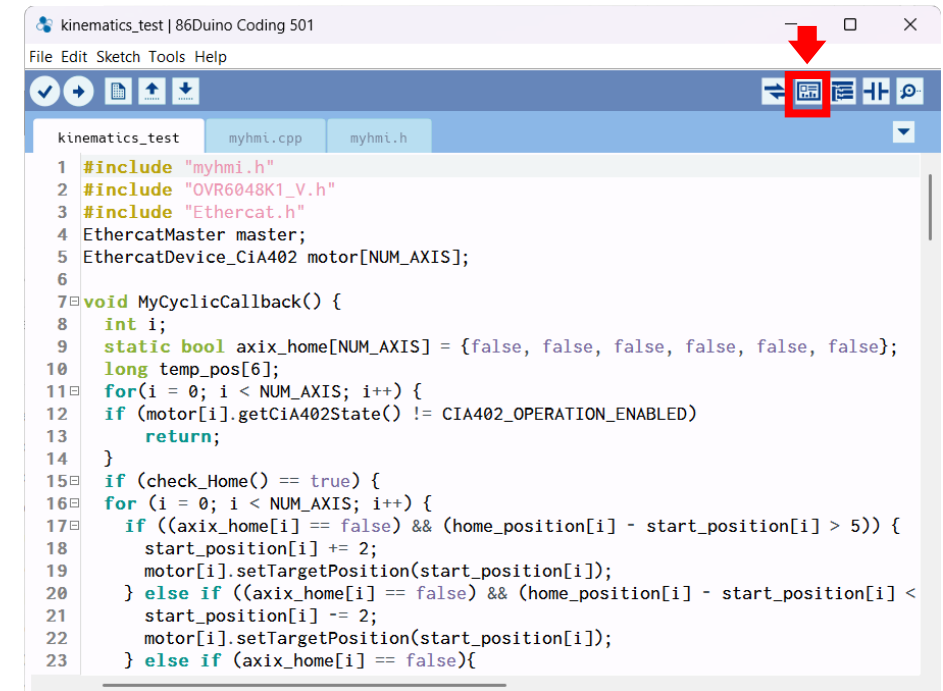 kinematics_test | 86Duino Coding 501
File Edit Sketch Tools Help
kinematics_test myhmi.cpp myhmi.h
1 #include "myhmi.h"
2 #include "OVR6048K1_V.h"
3 #include "Ethercat.h"
4 EthercatMaster master;
5 EthercatDevice_CiA402 motor[NUM_AXIS];
6
7 void MyCyclicCallback() {
8 int i;
9 static bool axix_home[NUM_AXIS] = {false, false, false, false, false, false};
10 long temp_pos[6];
11 for(i = 0; i < NUM_AXIS; i++) {
12 if (motor[i].getCiA402State() != CIA402_OPERATION_ENABLED)
13 return;
14 }
15 if (check_Home() == true) {
16 for (i = 0; i < NUM_AXIS; i++) {
17 if ((axix_home[i] == false) && (home_position[i] - start_position[i] > 5)) {
18 start_position[i] += 2;
19 motor[i].setTargetPosition(start_position[i]);
20 } else if ((axix_home[i] == false) && (home_position[i] - start_position[i] <
21 start_position[i] -= 2;
22 motor[i].setTargetPosition(start_position[i]);
23 } else if (axix_home[i] == false){